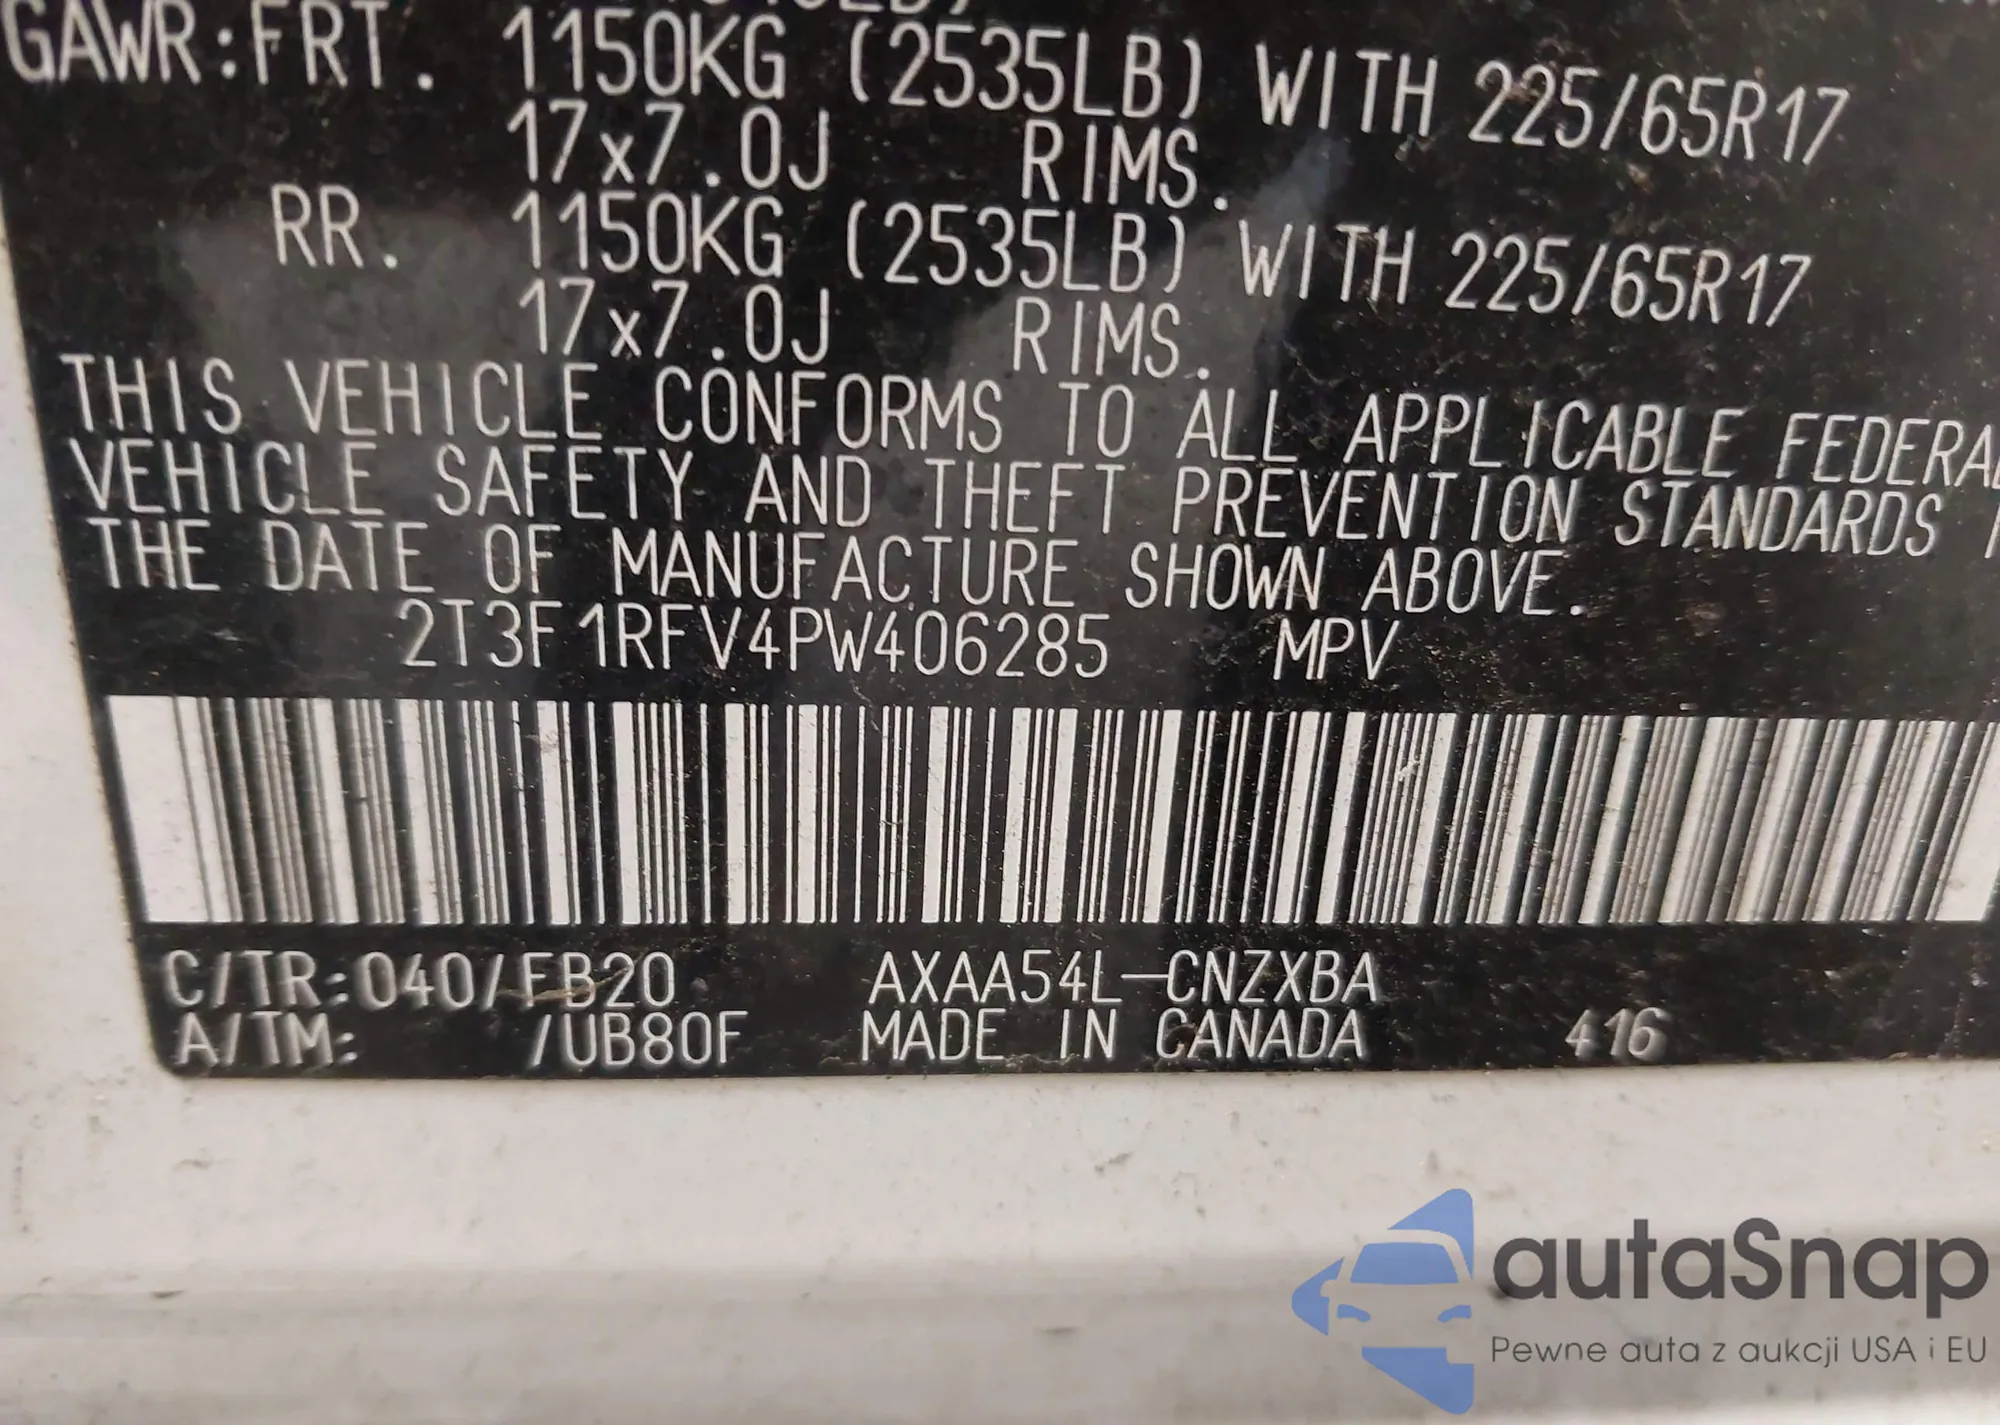 GAWR:FRT. 1150KG (2535LB) WITH 225/65R17
17x7.0J RIMS.
RR. 1150KG (2535LB) WITH 225/65R17
17x7.0J RIMS.
THIS VEHICLE CONFORMS TO ALL APPLICABLE FEDERAL
VEHICLE SAFETY AND THEFT PREVENTION STANDARDS
THE DATE OF MANUFACTURE SHOWN ABOVE.
2T3F1RFV4PW406285 MPV
C/TR:040/FB20 AXAA54L-CNZXBA
A/TM: /UB80F MADE IN CANADA 416
autaSnap
Pewne auta z aukcji USA i EU